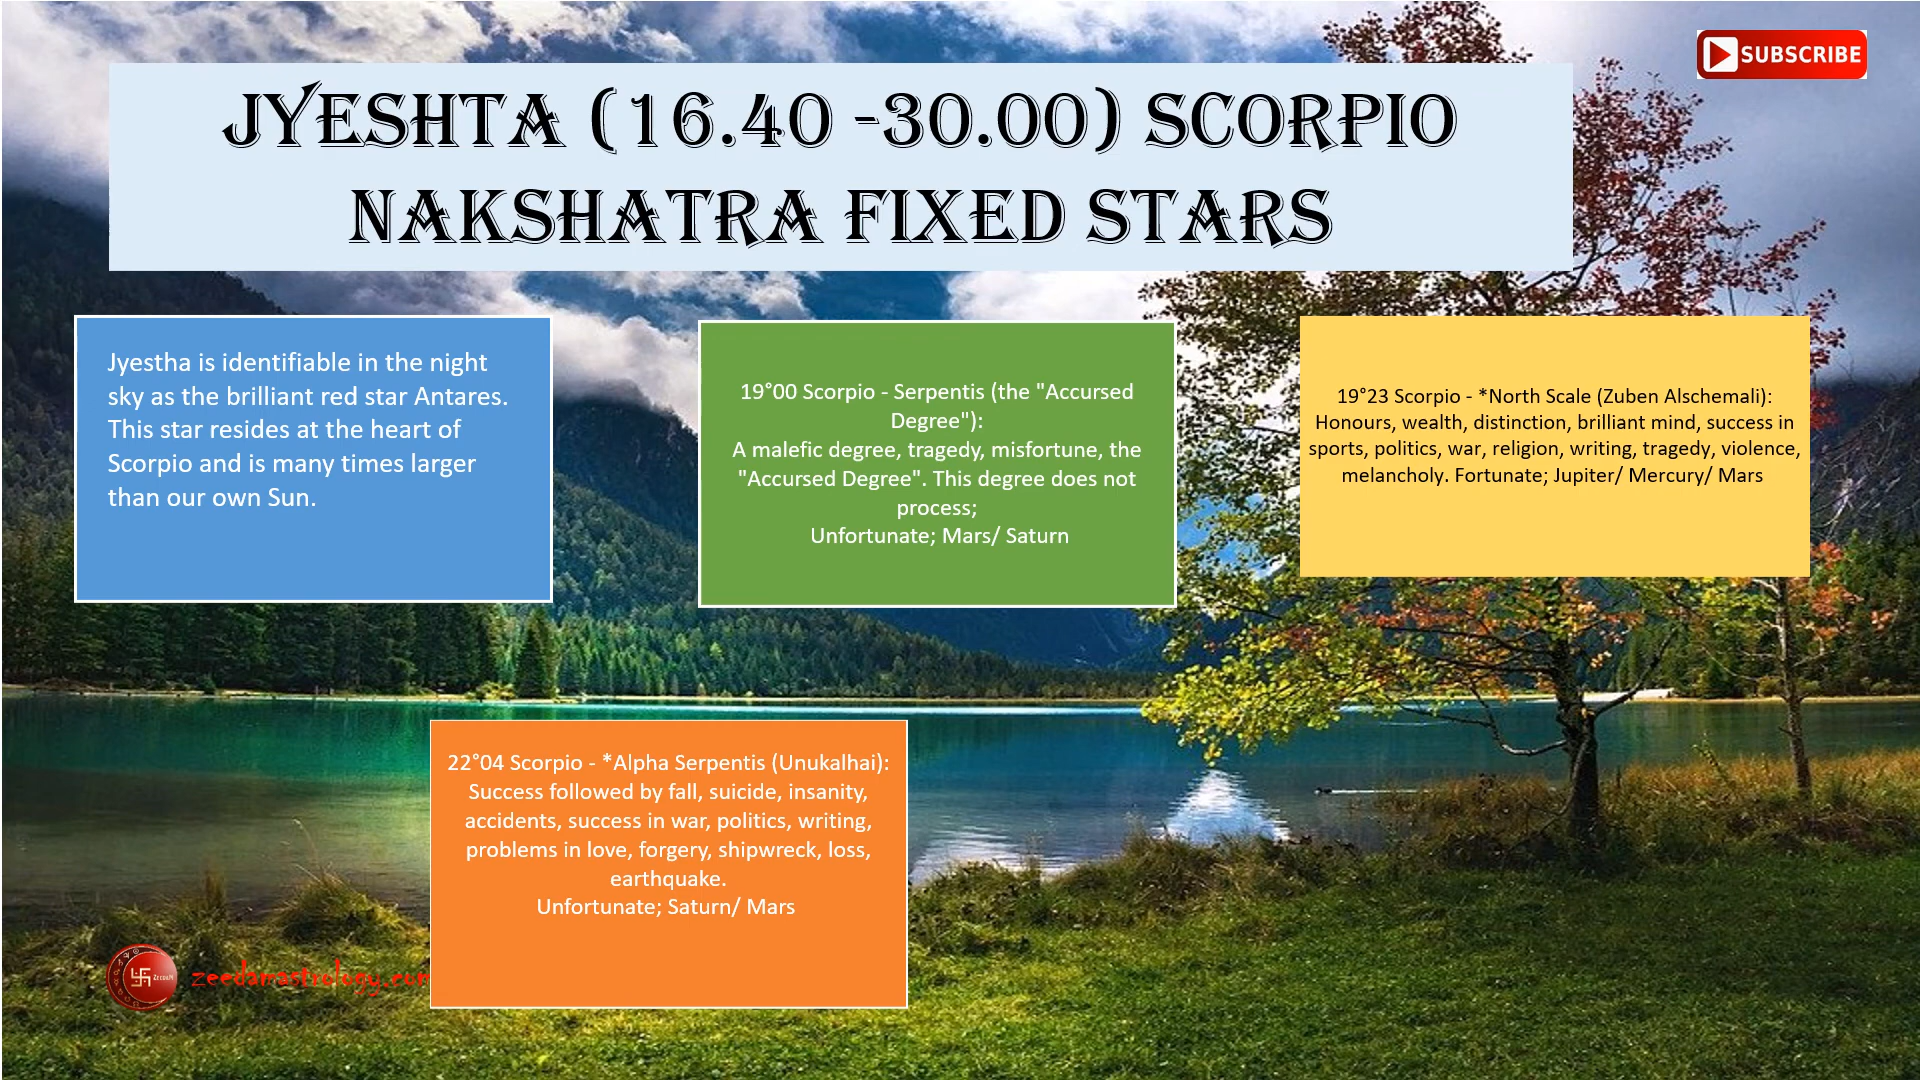 SUBSCRIBE
JYESHTA (16.40 -30.00) SCORPIO
NAKSHATRA FIXED STARS
Jyestha is identifiable in the night
sky as the brilliant red star Antares.
This star resides at the heart of
Scorpio and is many times larger
than our own Sun.
19°00 Scorpio - Serpentis (the "Accursed
Degree"):
A malefic degree, tragedy, misfortune, the
"Accursed Degree". This degree does not
process;
Unfortunate; Mars/ Saturn
19°23 Scorpio - *North Scale (Zuben Alschemali):
Honours, wealth, distinction, brilliant mind, success in
sports, politics, war, religion, writing, tragedy, violence,
melancholy. Fortunate; Jupiter/ Mercury/ Mars
22°04 Scorpio - *Alpha Serpentis (Unukalhai):
Success followed by fall, suicide, insanity,
accidents, success in war, politics, writing,
problems in love, forgery, shipwreck, loss,
earthquake.
Unfortunate; Saturn/ Mars
zeedamastrology.com